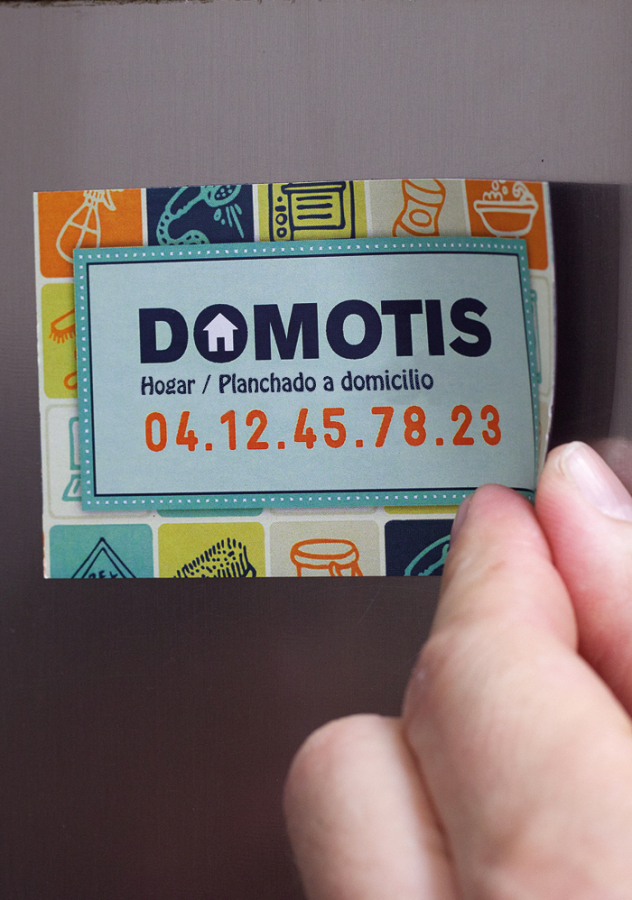 DOMOTIS
Hogar / Planchado a domicilio
04.12.45.78.23